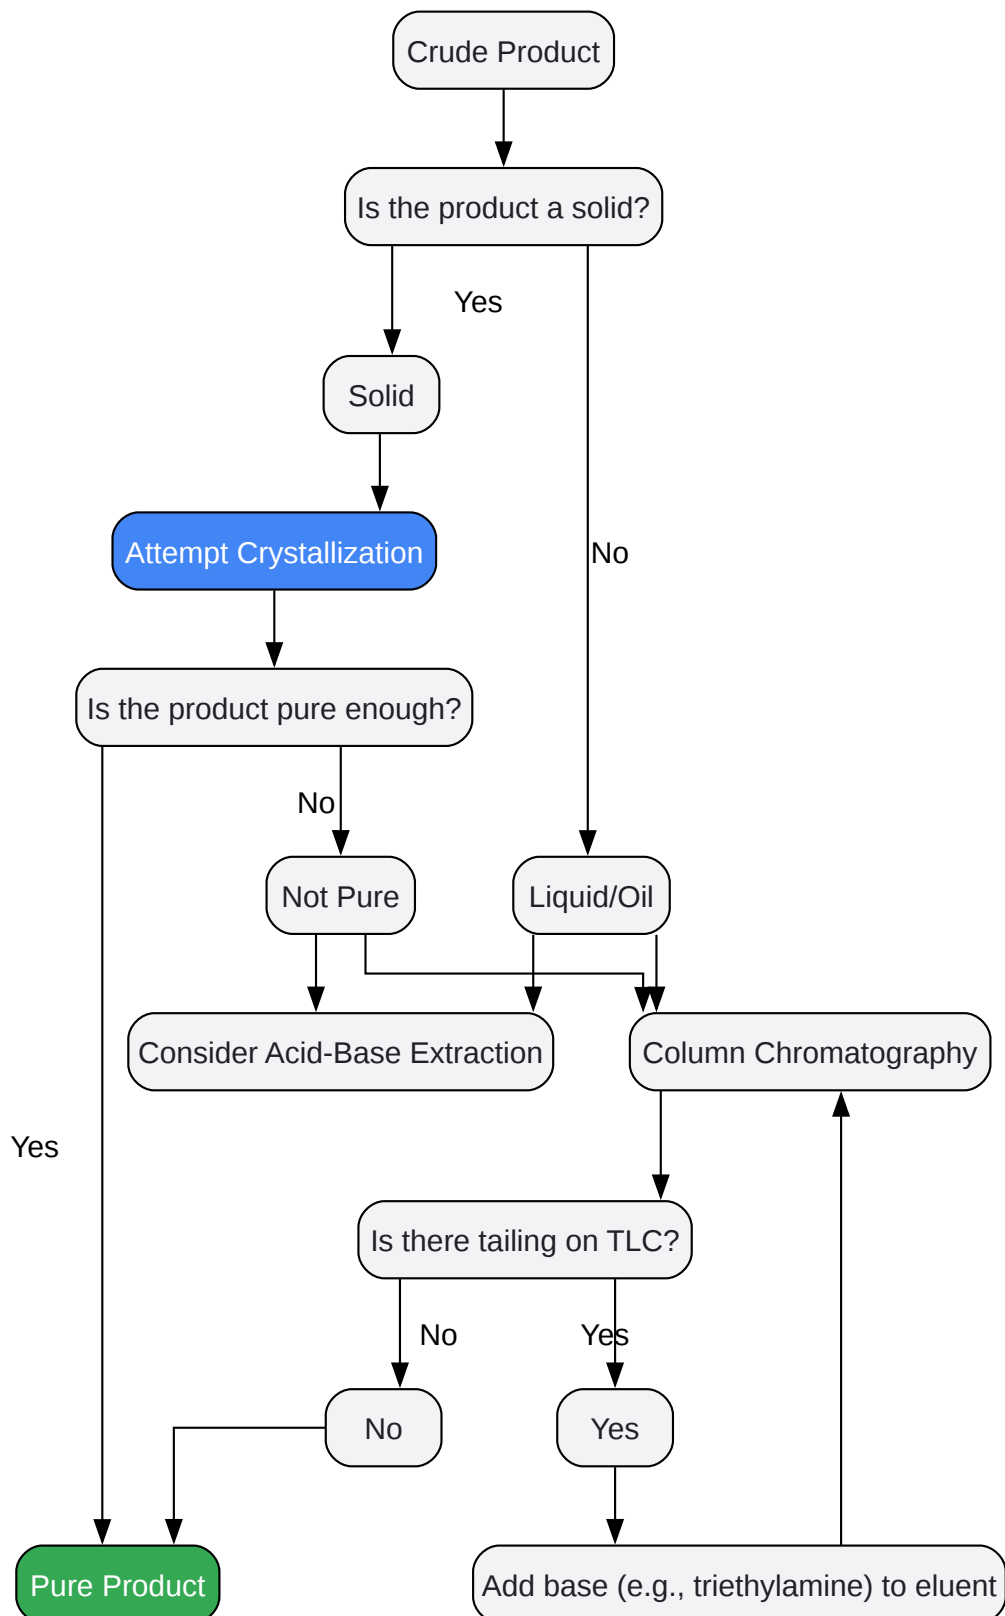 Crude Product
Is the product a solid?
Yes
Solid
Attempt Crystallization
No
Is the product pure enough?
No
Not Pure
Liquid/Oil
Consider Acid-Base Extraction
Column Chromatography
Yes
Is there tailing on TLC?
No
Yes
No
Yes
Pure Product
Add base (e.g., triethylamine) to eluent